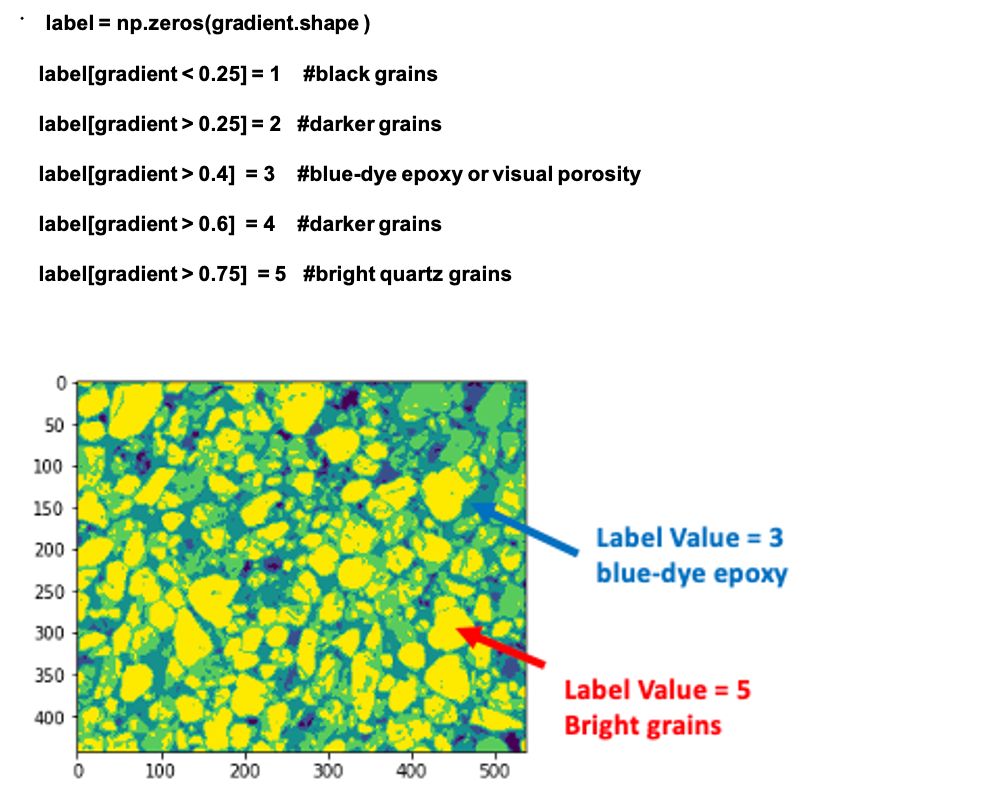 label = np.zeros(gradient.shape )
label[gradient < 0.25] = 1 #black grains
label[gradient > 0.25] = 2 #darker grains
label[gradient > 0.4] = 3 #blue-dye epoxy or visual porosity
label[gradient > 0.6] = 4 #darker grains
label[gradient > 0.75] = 5 #bright quartz grains
0
50
100
150
200
250
300
350
400
0 100 200 300 400 500
Label Value = 3
blue-dye epoxy
Label Value = 5
Bright grains